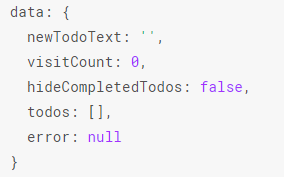 data: {
  newTodoText: '',
  visitCount: 0,
  hideCompletedTodos: false,
  todos: [],
  error: null
}